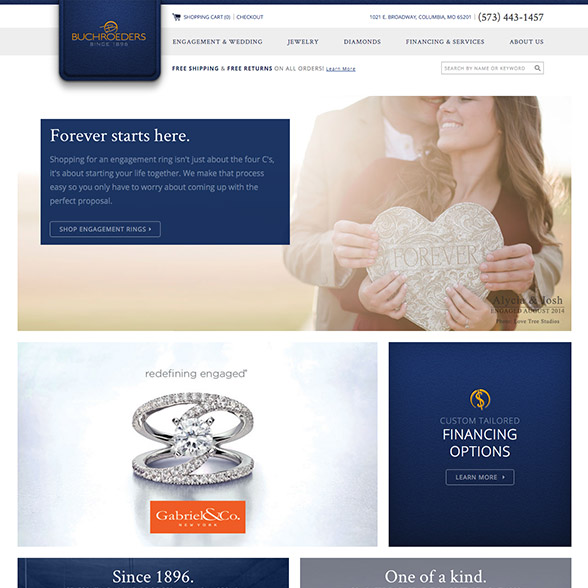 SHOPPING CART (0) | CHECKOUT
1021 E. BROADWAY, COLUMBIA, MO 65201 | (573) 443-1457
BUCHROEDERS
SINCE 1896
ENGAGEMENT & WEDDING JEWELRY DIAMONDS FINANCING & SERVICES ABOUT US
FREE SHIPPING & FREE RETURNS ON ALL ORDERS! Learn More
SEARCH BY NAME OR KEYWORD
Forever starts here.
Shopping for an engagement ring isn't just about the four C's,
it's about starting your life together. We make that process
easy so you only have to worry about coming up with the
perfect proposal.
SHOP ENGAGEMENT RINGS
FOREVER
Alycia & Josh
ENGAGED AUGUST 2014
Photo: Love Tree Studios
redefining engaged®
Gabriel&Co.
NEW YORK
CUSTOM TAILORED
FINANCING
OPTIONS
LEARN MORE
Since 1896.
One of a kind.